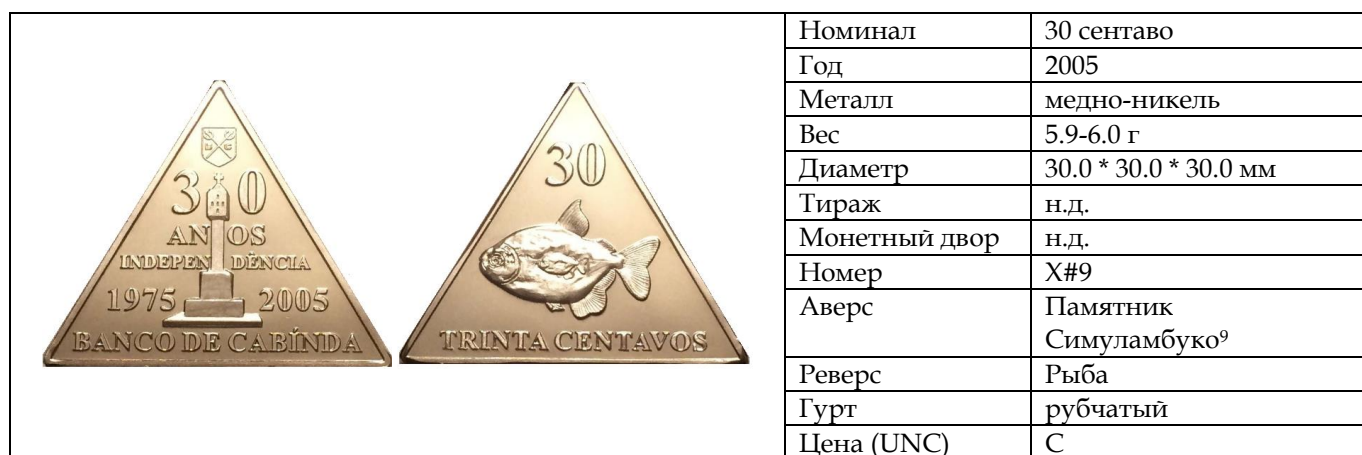 30
ANOS
INDEPENDÊNCIA
1975 2005
BANCO DE CABÍNDA
30
TRINTA CENTAVOS
Номинал 30 сентаво
Год 2005
Металл медно-никель
Вес 5.9-6.0 г
Диаметр 30.0 * 30.0 * 30.0 мм
Тираж н.д.
Монетный двор н.д.
Номер X#9
Аверс Памятник
Симуламбуко⁹
Реверс Рыба
Гурт рубчатый
Цена (UNC) C